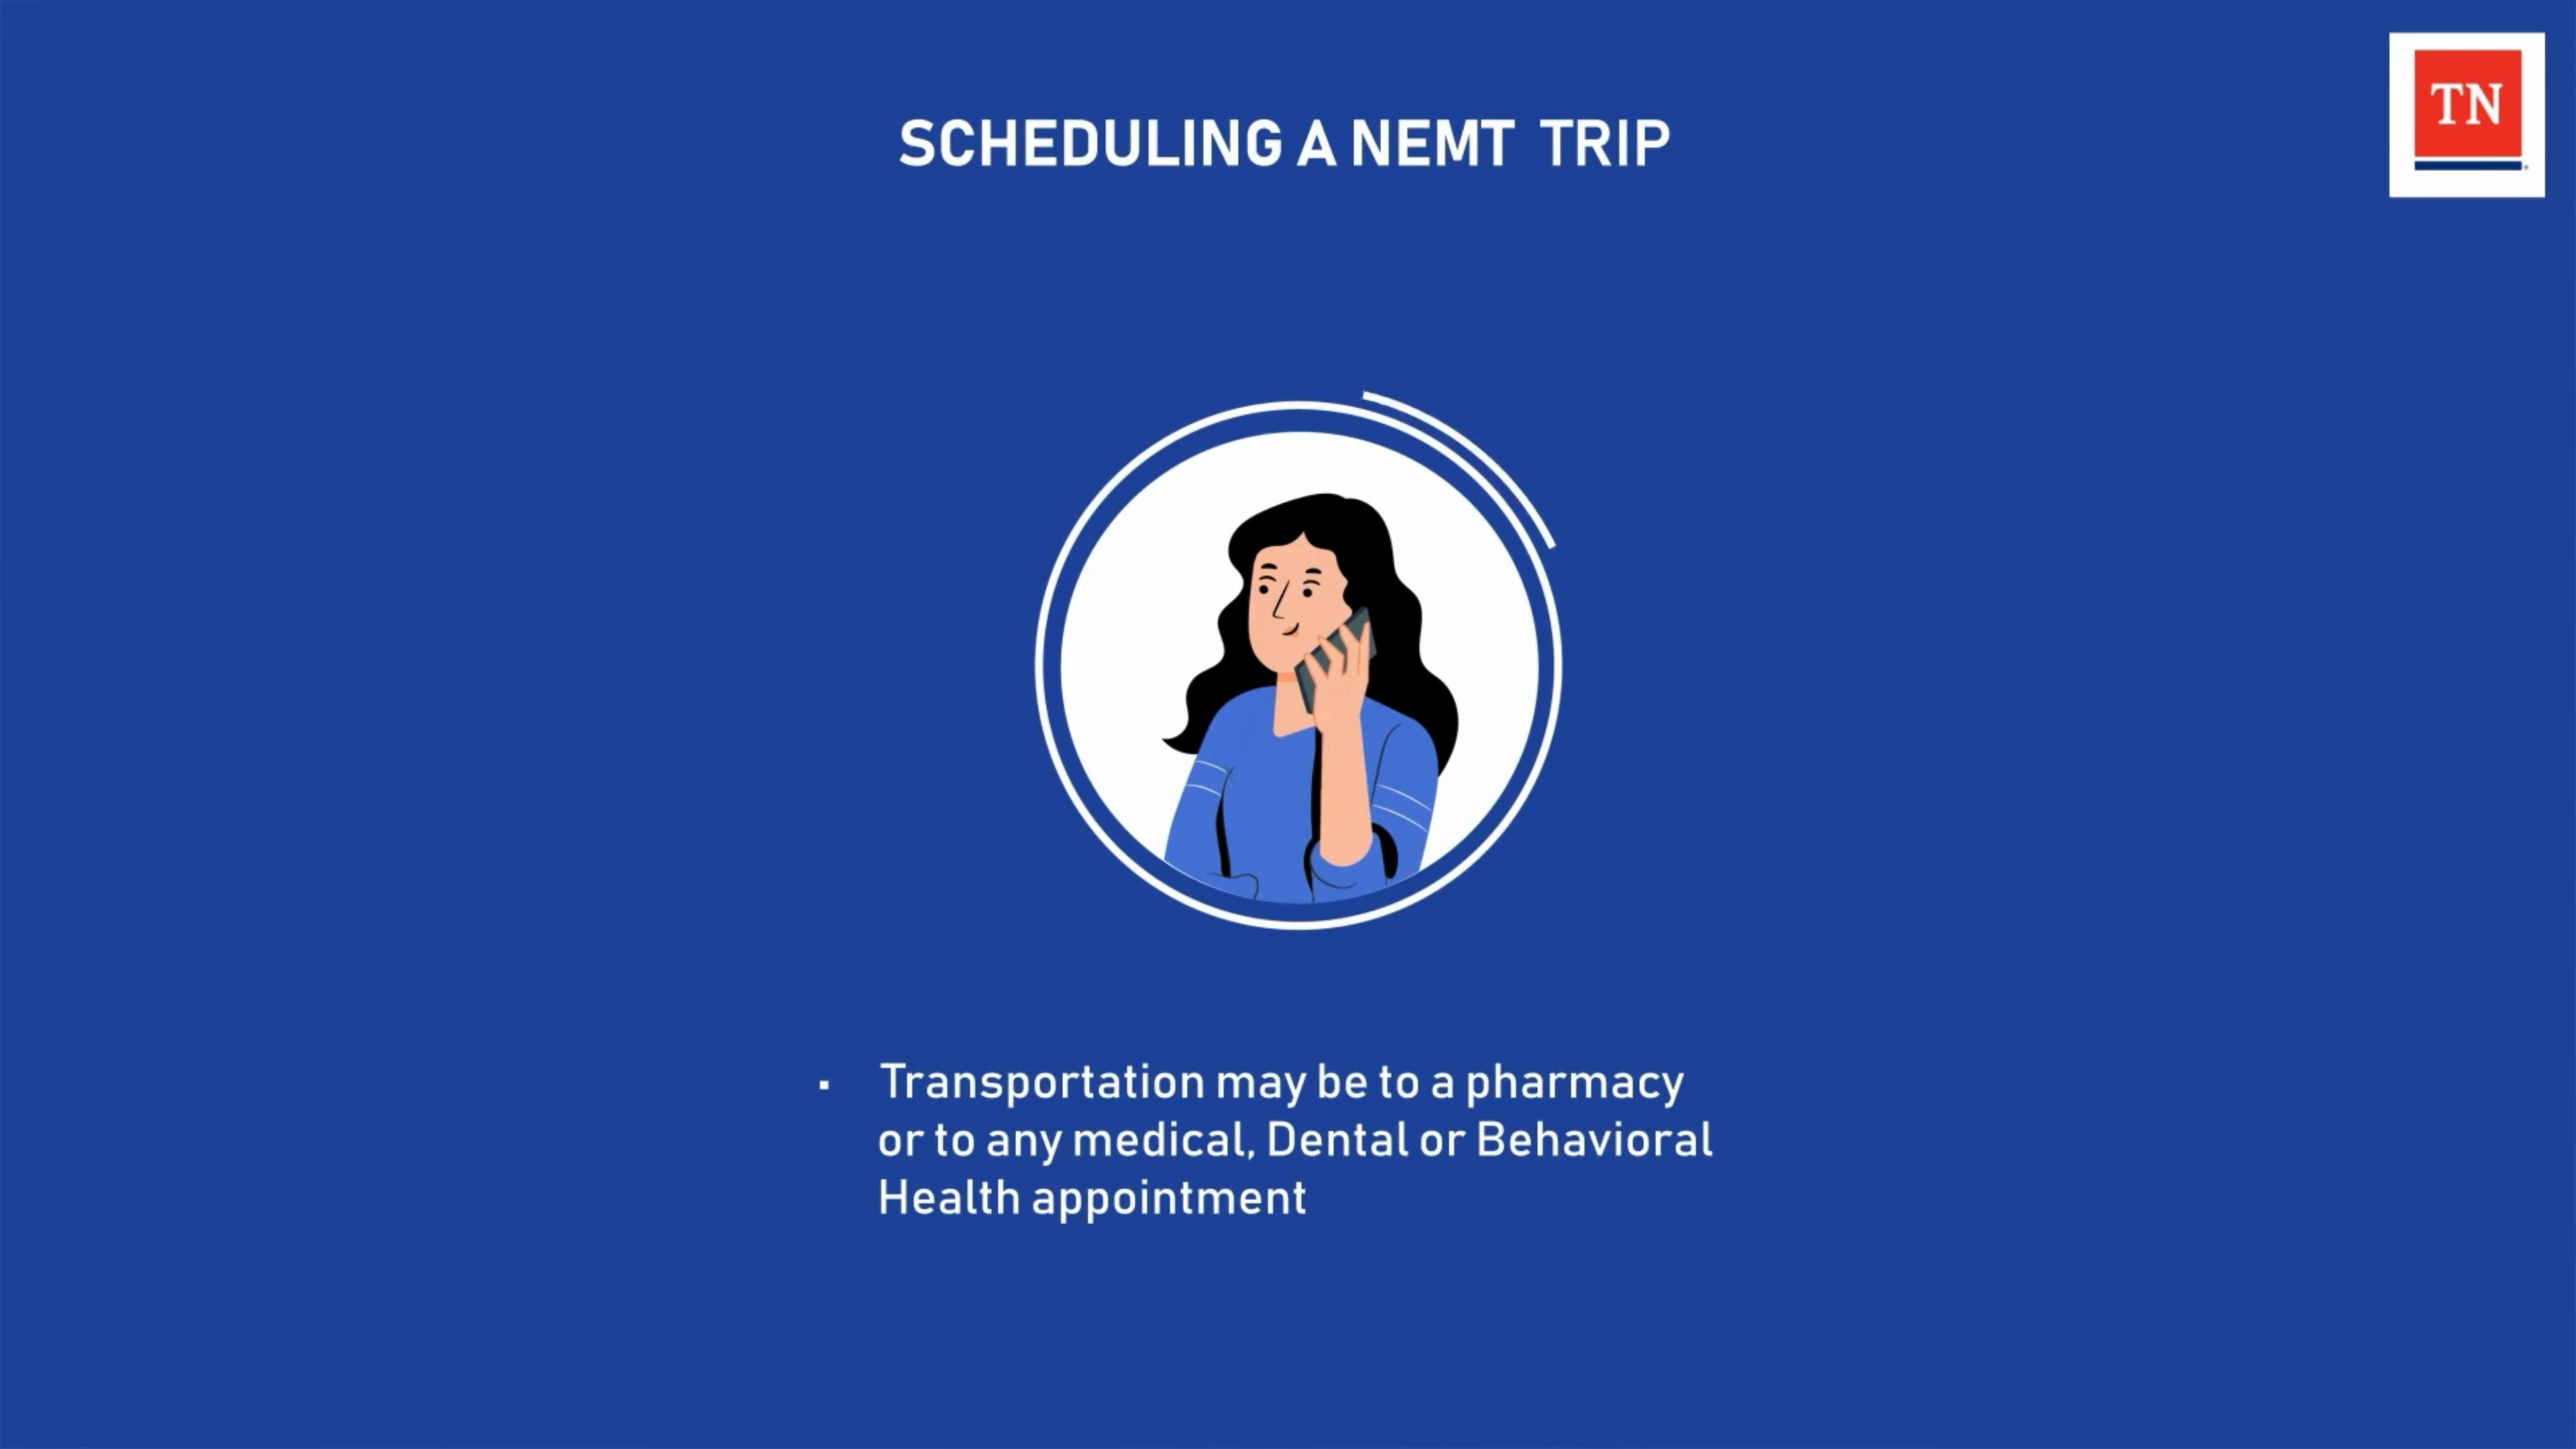 TN
SCHEDULING A NEMT TRIP
▪ Transportation may be to a pharmacy
or to any medical, Dental or Behavioral
Health appointment